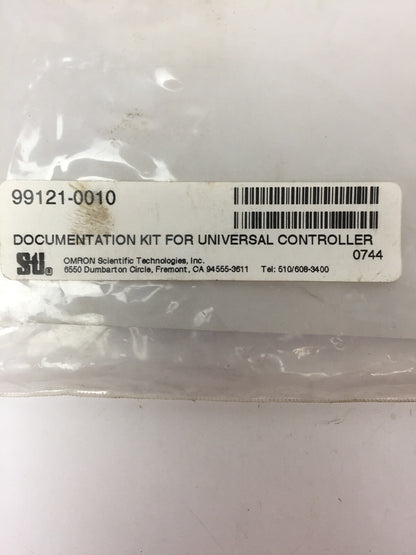 99121-0010
DOCUMENTATION KIT FOR UNIVERSAL CONTROLLER
0744
STI®
OMRON Scientific Technologies, Inc.
6550 Dumbarton Circle, Fremont, CA 94555-3611 Tel: 510/608-3400